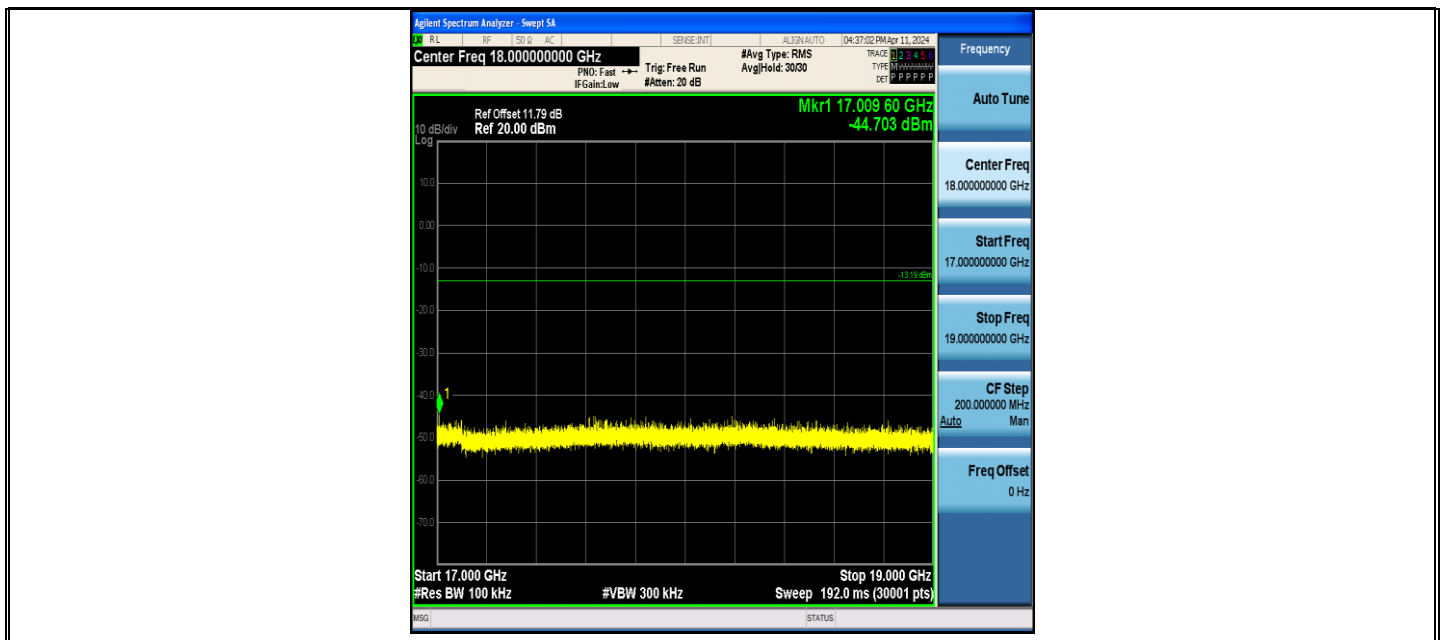 Agilent Spectrum Analyzer - Swept SA
RL RF 50 Ω AC SENSE:INT ALIGN AUTO 04:37:02 PM Apr 11, 2024
Center Freq 18.000000000 GHz
PNO: Fast
IFGain:Low
Trig: Free Run
#Atten: 20 dB
#Avg Type: RMS
Avg|Hold: 30/30
TRACE 1 2 3 4 5 6
TYPE M
DET P P P P P P
Mkr1 17.009 60 GHz
-44.703 dBm
Ref Offset 11.79 dB
10 dB/div Ref 20.00 dBm
Log
10.0
0.00
-10.0
-13.19 dBm
-20.0
-30.0
-40.0
1
-50.0
-60.0
-70.0
Start 17.000 GHz Stop 19.000 GHz
#Res BW 100 kHz #VBW 300 kHz Sweep 192.0 ms (30001 pts)
MSG STATUS
Frequency
Auto Tune
Center Freq
18.000000000 GHz
Start Freq
17.000000000 GHz
Stop Freq
19.000000000 GHz
CF Step
200.000000 MHz
Auto Man
Freq Offset
0 Hz